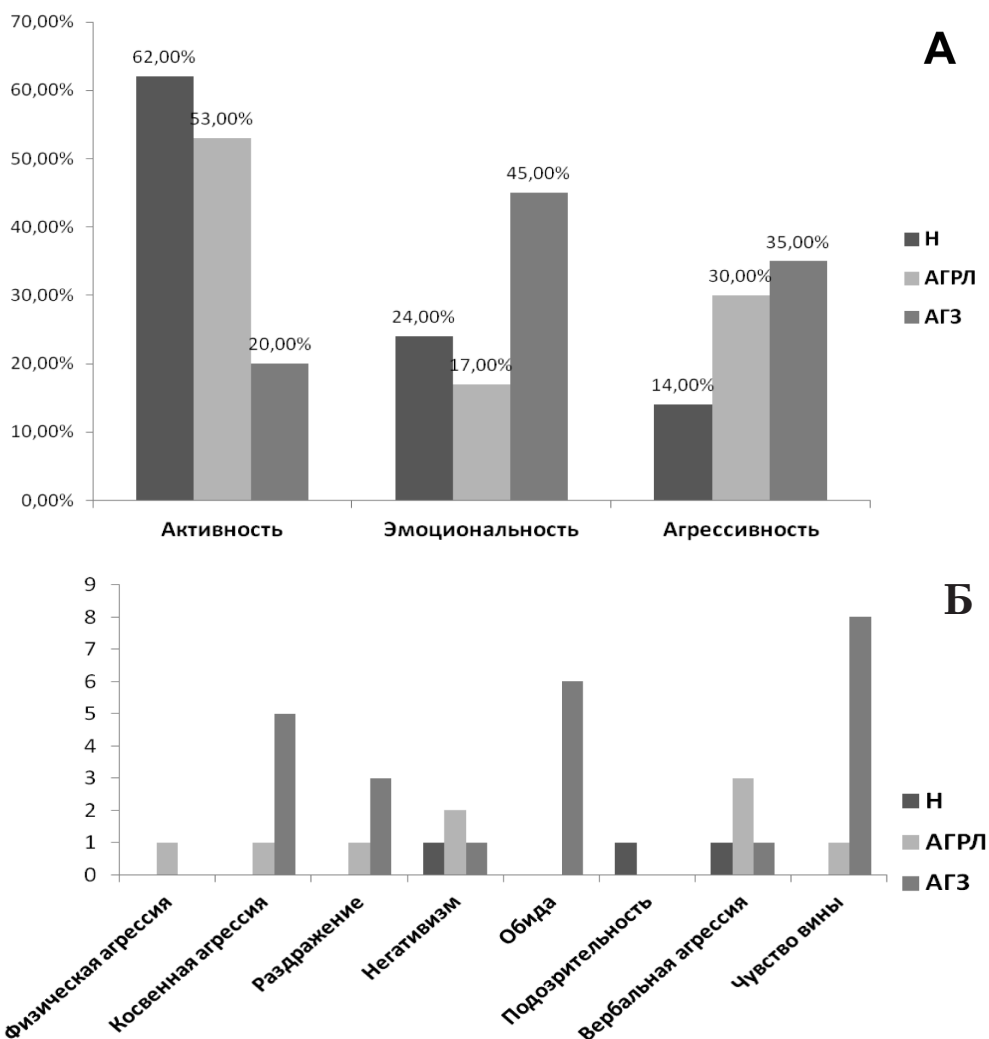 А
70,00%
60,00%
50,00%
40,00%
30,00%
20,00%
10,00%
0,00%
62,00%
53,00%
20,00%
24,00%
17,00%
45,00%
14,00%
30,00%
35,00%
Активность
Эмоциональность
Агрессивность
Н
АГРЛ
АГЗ
Б
9
8
7
6
5
4
3
2
1
0
Физическая агрессия
Косвенная агрессия
Раздражение
Негативизм
Обида
Подозрительность
Вербальная агрессия
Чувство вины
Н
АГРЛ
АГЗ